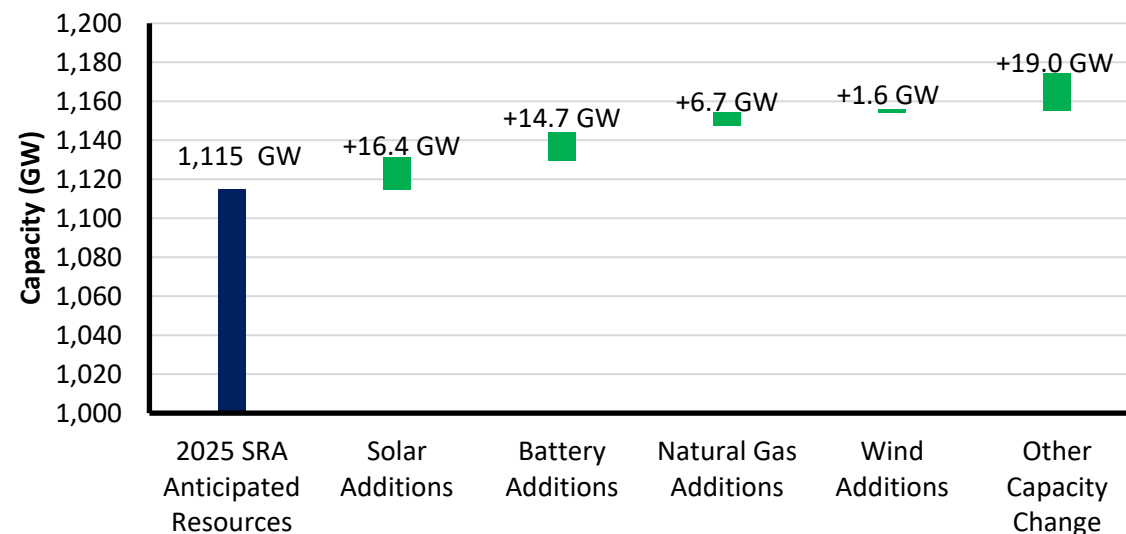 Capacity (GW)
1,200
1,180
1,160
1,140
1,120
1,100
1,080
1,060
1,040
1,020
1,000
1,115 GW
+16.4 GW
+14.7 GW
+6.7 GW
+1.6 GW
+19.0 GW
2025 SRA
Anticipated
Resources
Solar
Additions
Battery
Additions
Natural Gas
Additions
Wind
Additions
Other
Capacity
Change